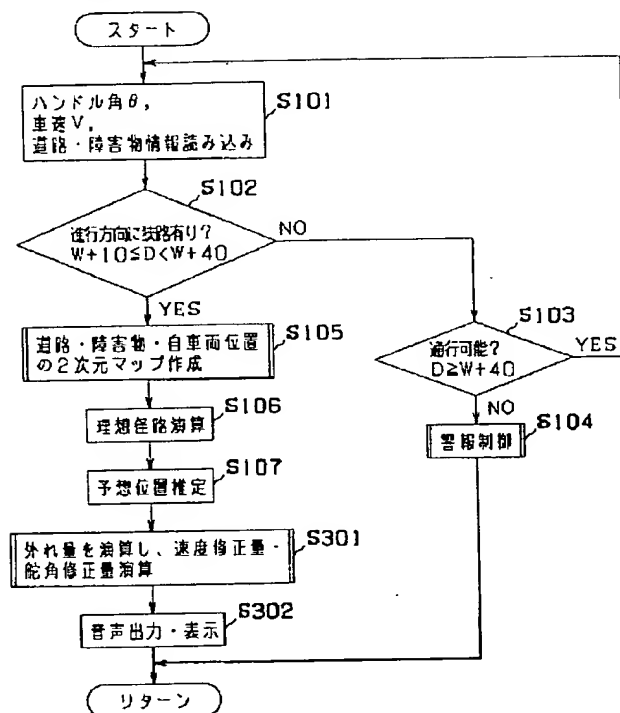 スタート
ハンドル角θ,
車速V,
道路・障害物情報読み込み
S101
S102
進行方向に狭路有り?
W+10≦D<W+40
NO
YES
S103
通行可能?
D≧W+40
YES
NO
S104
警報制御
S105
道路・障害物・自車両位置
の2次元マップ作成
S106
理想径路演算
S107
予想位置推定
S301
外れ量を演算し、速度修正量・
舵角修正量演算
S302
音声出力・表示
リターン